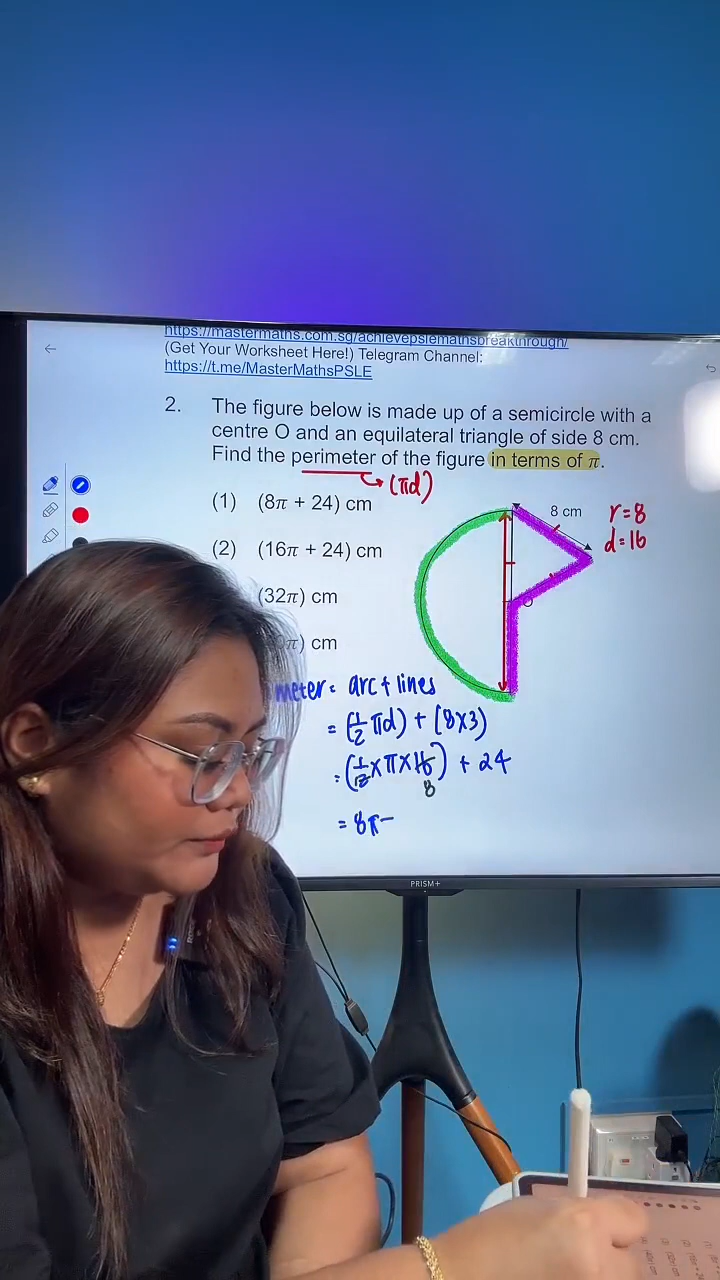 https://mastermaths.com.sg/achievepslemathsbreakthrough/
(Get Your Worksheet Here!) Telegram Channel:
https://t.me/MasterMathsPSLE
2. The figure below is made up of a semicircle with a
centre O and an equilateral triangle of side 8 cm.
Find the perimeter of the figure in terms of π.
(πd)
(1) (8π + 24) cm
8 cm
r=8
d=16
(2) (16π + 24) cm
(32π) cm
O
π) cm
meter = arc + lines
= (1/2 πd) + (8×3)
= (1/2 × π × 16) + 24
8
= 8π
PRISM+